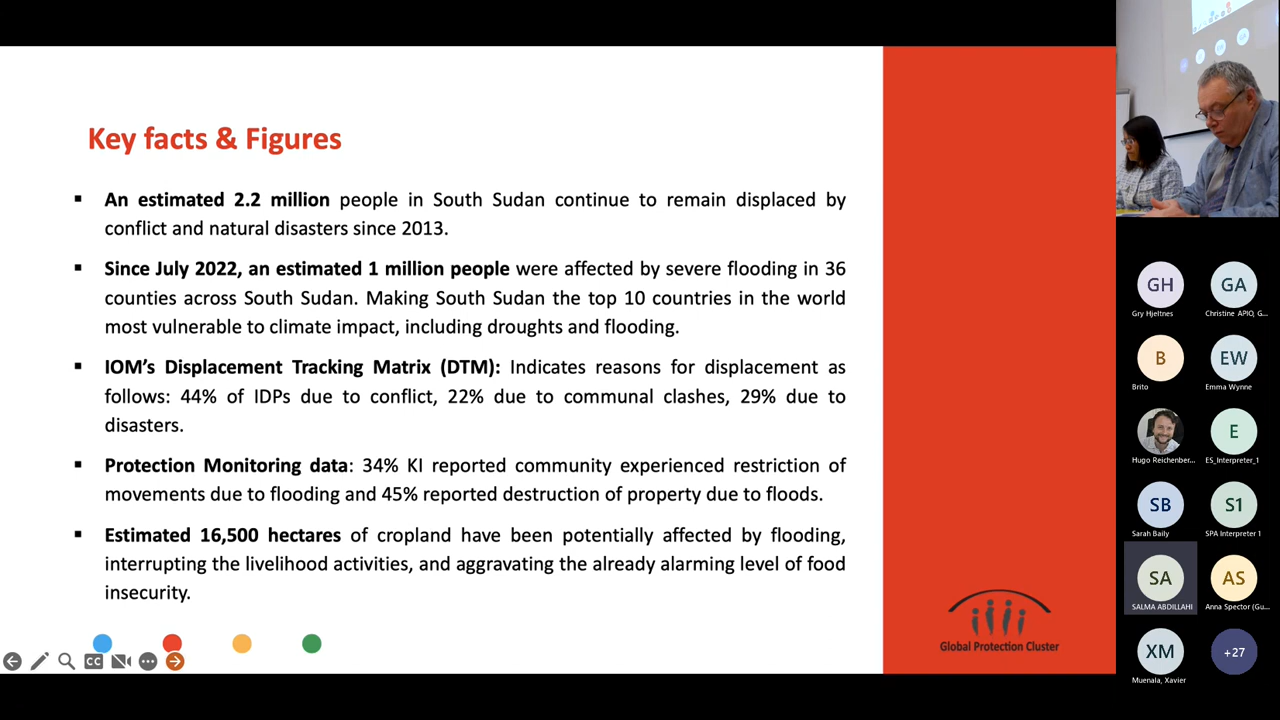 Key facts & Figures
▪ An estimated 2.2 million people in South Sudan continue to remain displaced by
conflict and natural disasters since 2013.
▪ Since July 2022, an estimated 1 million people were affected by severe flooding in 36
counties across South Sudan. Making South Sudan the top 10 countries in the world
most vulnerable to climate impact, including droughts and flooding.
▪ IOM's Displacement Tracking Matrix (DTM): Indicates reasons for displacement as
follows: 44% of IDPs due to conflict, 22% due to communal clashes, 29% due to
disasters.
▪ Protection Monitoring data: 34% KI reported community experienced restriction of
movements due to flooding and 45% reported destruction of property due to floods.
▪ Estimated 16,500 hectares of cropland have been potentially affected by flooding,
interrupting the livelihood activities, and aggravating the already alarming level of food
insecurity.
CC
Global Protection Cluster
GH
Gry Hjeltnes
GA
Christine APIO, G...
B
Brito
EW
Emma Wynne
Hugo Reichenber...
E
ES_Interpreter_1
SB
Sarah Baily
S1
SPA Interpreter 1
SA
SALMA ABDILLAHI
AS
Anna Spector (Gu...
XM
Muenala, Xavier
+27